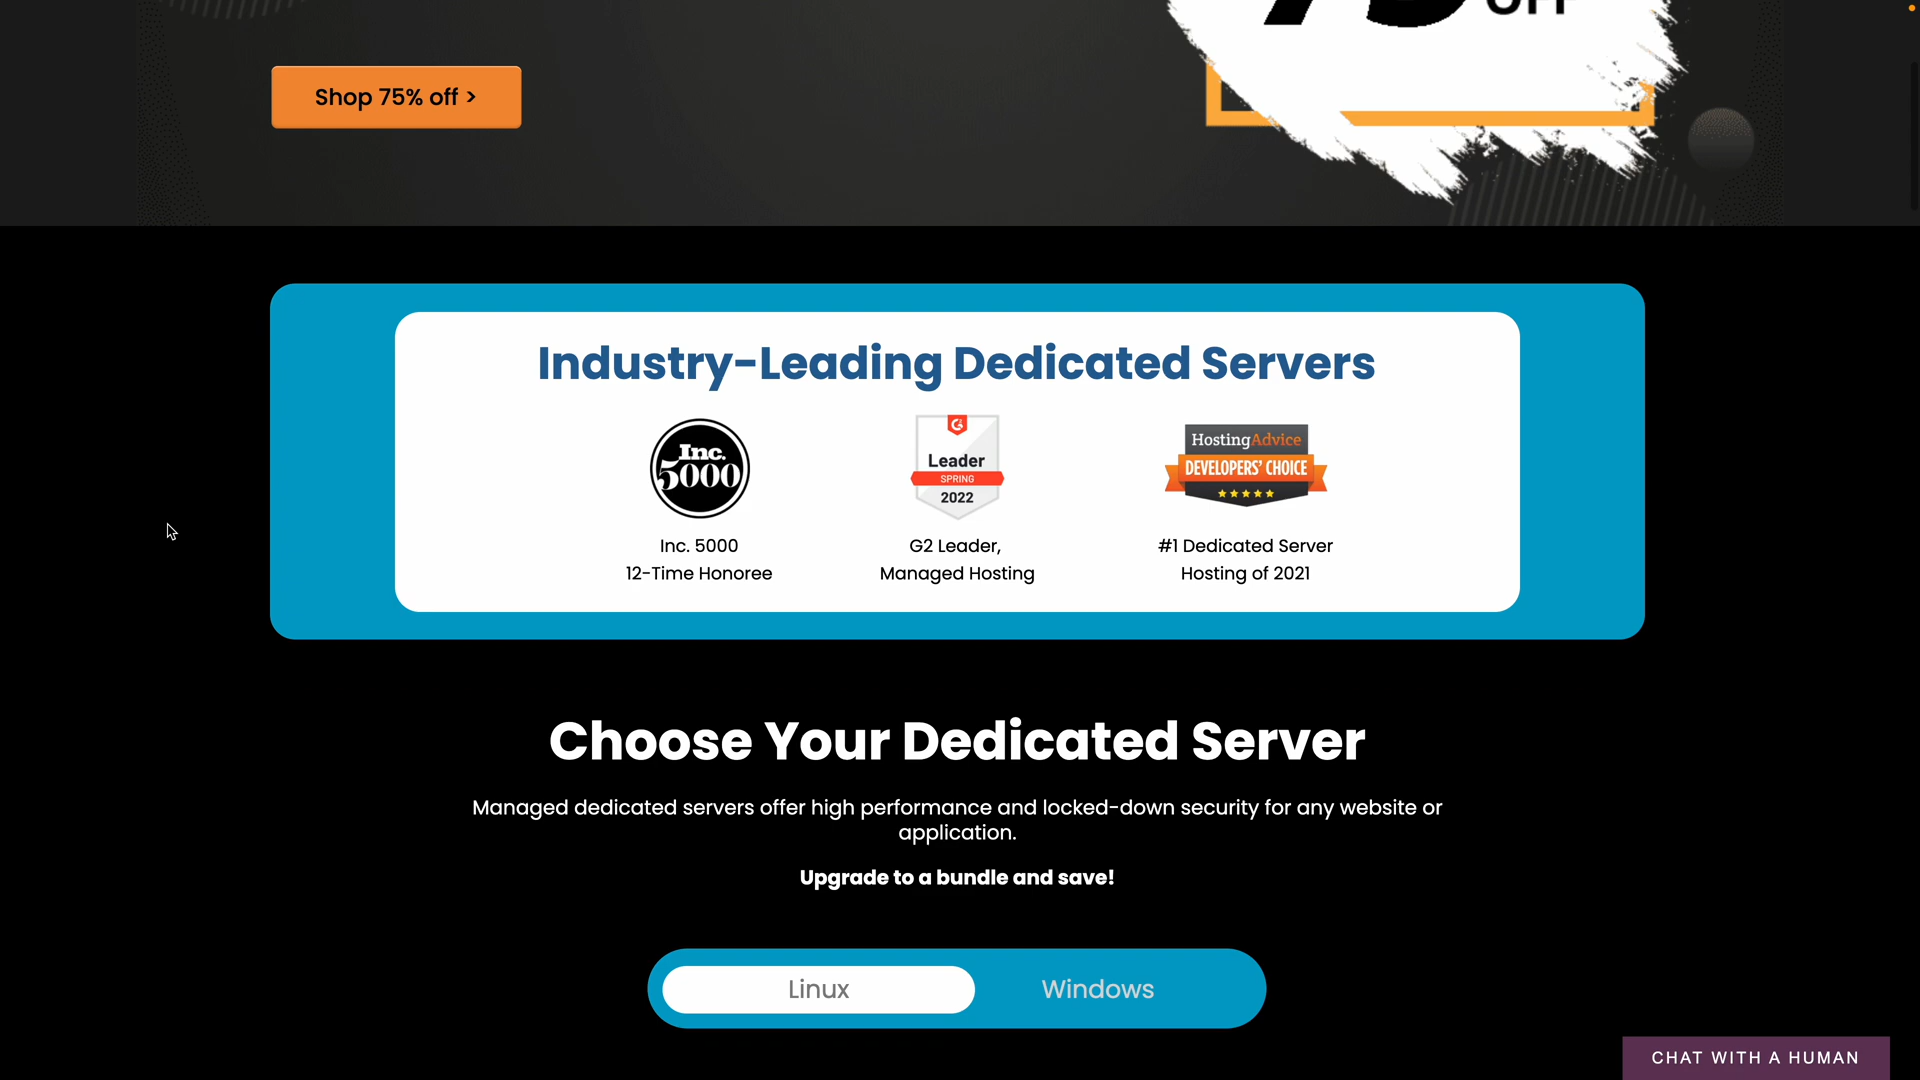 OFF
Shop 75% off >
Industry-Leading Dedicated Servers
Inc.
5000
Leader
SPRING
2022
HostingAdvice
DEVELOPERS' CHOICE
Inc. 5000
12-Time Honoree
G2 Leader,
Managed Hosting
#1 Dedicated Server
Hosting of 2021
Choose Your Dedicated Server
Managed dedicated servers offer high performance and locked-down security for any website or
application.
Upgrade to a bundle and save!
Linux
Windows
CHAT WITH A HUMAN